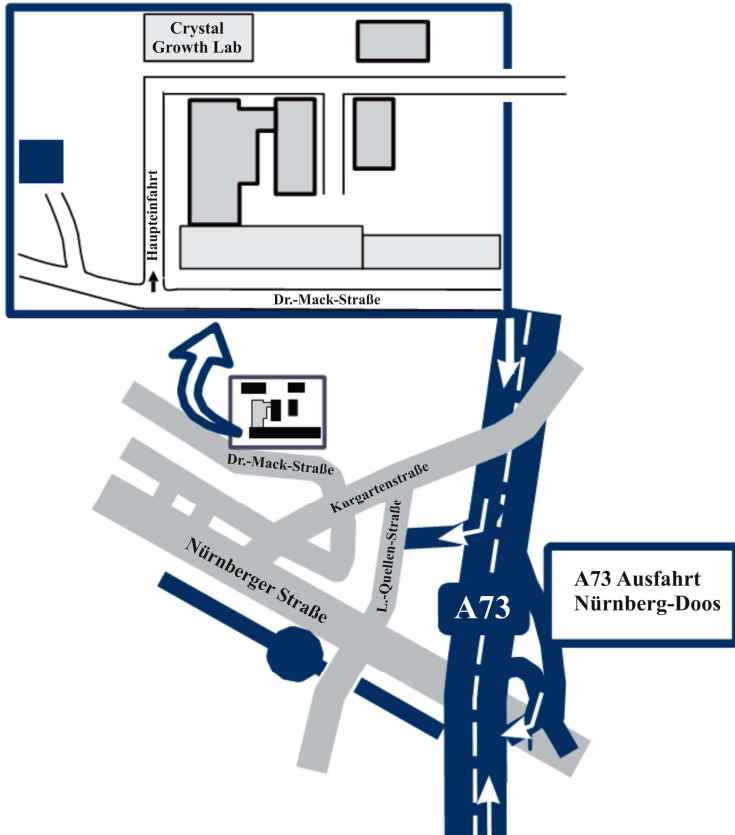 Crystal
Growth Lab
Haupteinfahrt
Dr.-Mack-Straße
Dr.-Mack-Straße
Kurgartenstraße
L.-Quellen-Straße
Nürnberger Straße
A73
A73 Ausfahrt
Nürnberg-Doos